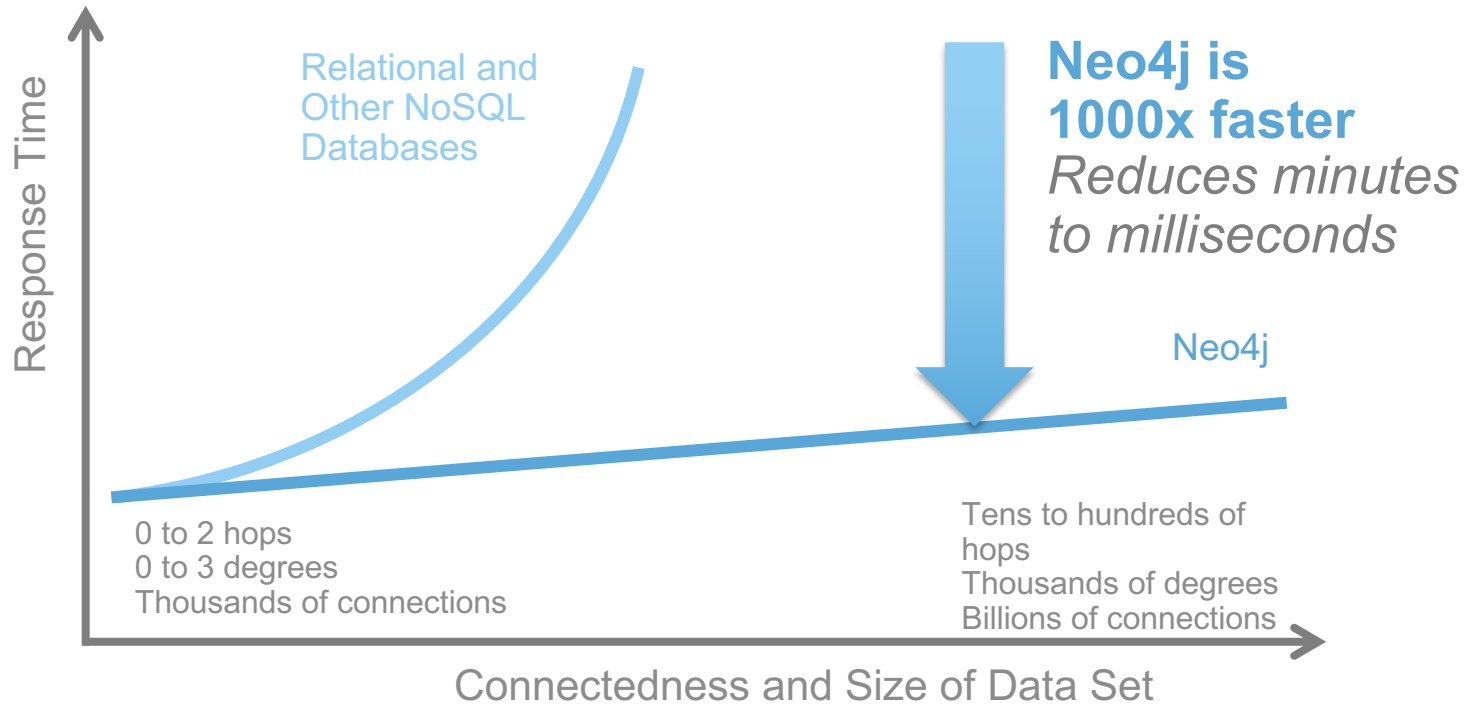 Response Time
Relational and
Other NoSQL
Databases
Neo4j is
1000x faster
Reduces minutes
to milliseconds
Neo4j
0 to 2 hops
0 to 3 degrees
Thousands of connections
Tens to hundreds of
hops
Thousands of degrees
Billions of connections
Connectedness and Size of Data Set